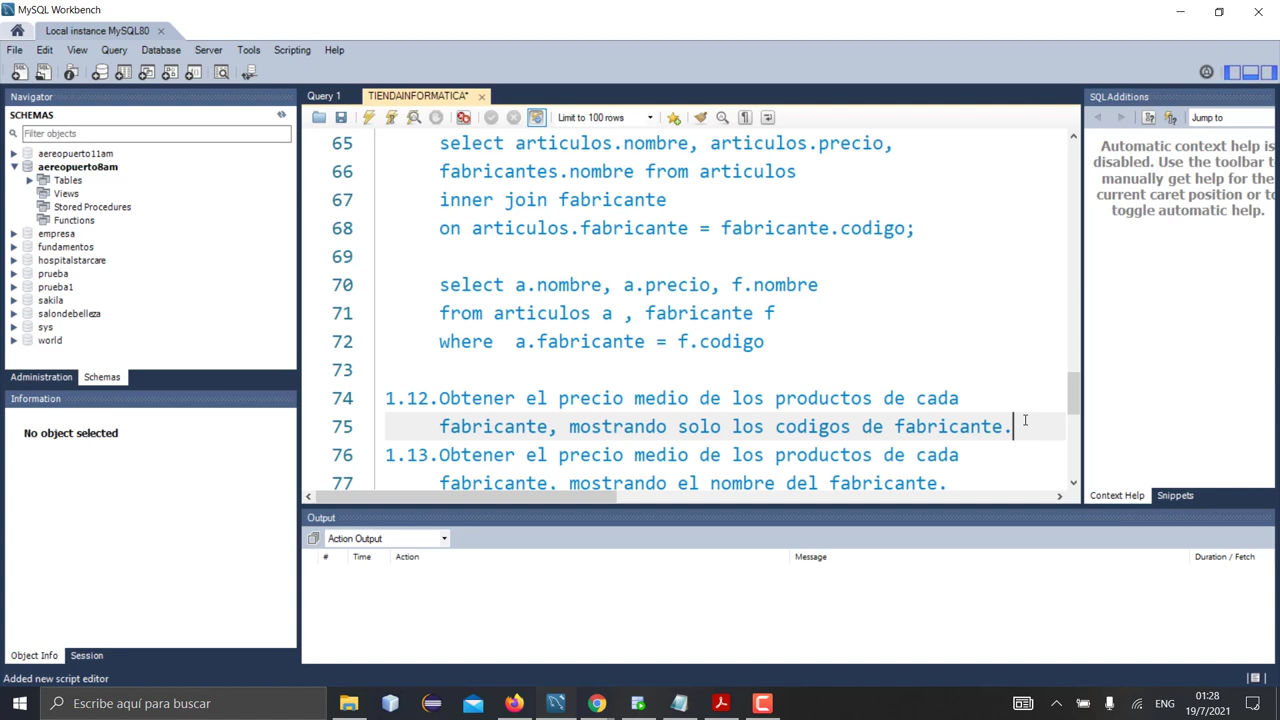 MySQL Workbench
Local instance MySQL80
File Edit View Query Database Server Tools Scripting Help
Navigator
SCHEMAS
Filter objects
aereopuerto11am
aereopuerto8am
Tables
Views
Stored Procedures
Functions
empresa
fundamentos
hospitalstarcare
prueba
prueba1
sakila
salondebelleza
sys
world
Administration Schemas
Information
No object selected
Object Info Session
Added new script editor
Query 1 TIENDAINFORMATICA*
Limit to 100 rows
65 select articulos.nombre, articulos.precio,
66 fabricantes.nombre from articulos
67 inner join fabricante
68 on articulos.fabricante = fabricante.codigo;
69
70 select a.nombre, a.precio, f.nombre
71 from articulos a , fabricante f
72 where a.fabricante = f.codigo
73
74 1.12.Obtener el precio medio de los productos de cada
75 fabricante, mostrando solo los codigos de fabricante.
76 1.13.Obtener el precio medio de los productos de cada
77 fabricante, mostrando el nombre del fabricante.
SQLAdditions
Jump to
Automatic context help is
disabled. Use the toolbar t
manually get help for the
current caret position or to
toggle automatic help.
Context Help Snippets
Output
Action Output
# Time Action Message Duration / Fetch
Escribe aquí para buscar
ENG
01:28
19/7/2021